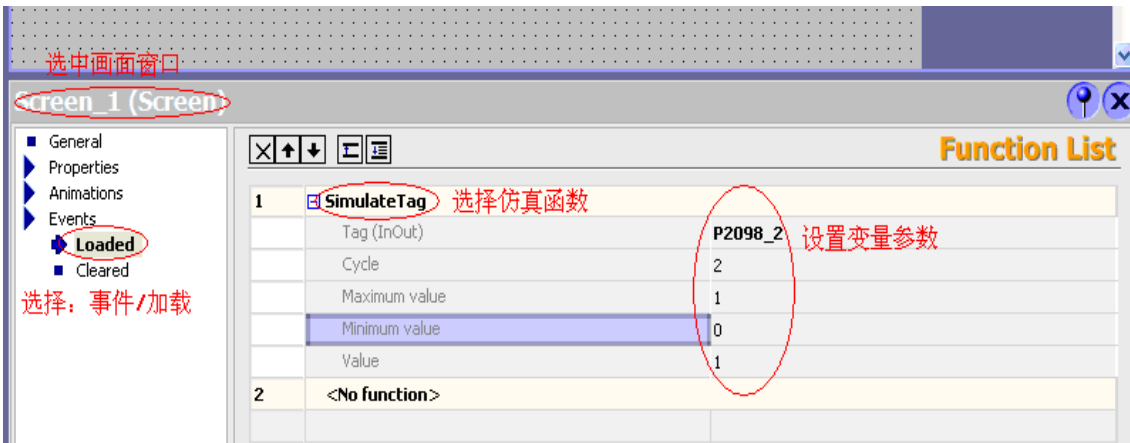 选中画面窗口
Screen_1 (Screen)
General
Properties
Animations
Events
Loaded
Cleared
选择：事件/加载
Function List
1 SimulateTag 选择仿真函数
Tag (InOut) P2098_2 设置变量参数
Cycle 2
Maximum value 1
Minimum value 0
Value 1
2 <No function>